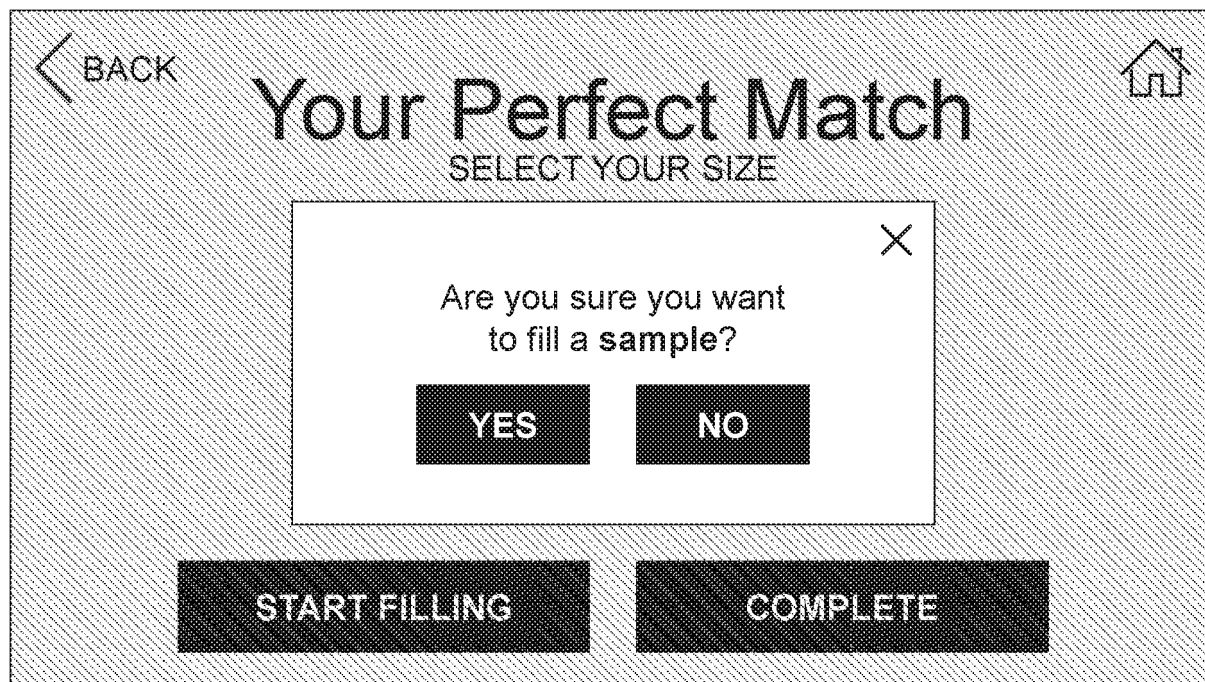 BACK
Your Perfect Match
SELECT YOUR SIZE
Are you sure you want
to fill a sample?
YES NO
START FILLING COMPLETE